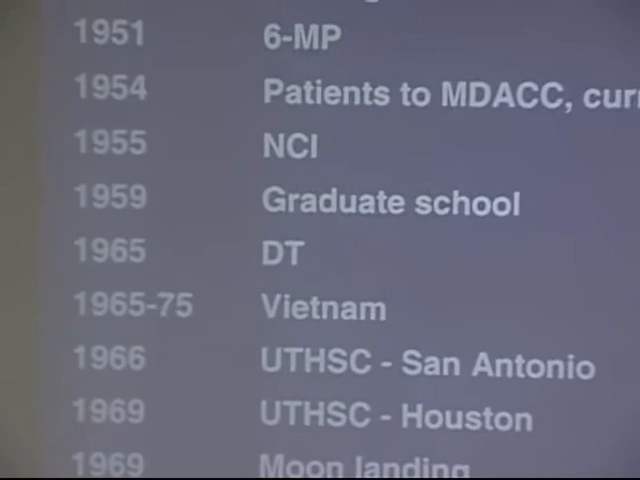 1951 6-MP
1954 Patients to MDACC,
1955 NCI
1959 Graduate school
1965 DT
1965-75 Vietnam
1966 UTHSC - San Antonio
1969 UTHSC - Houston
1969 Moon landing